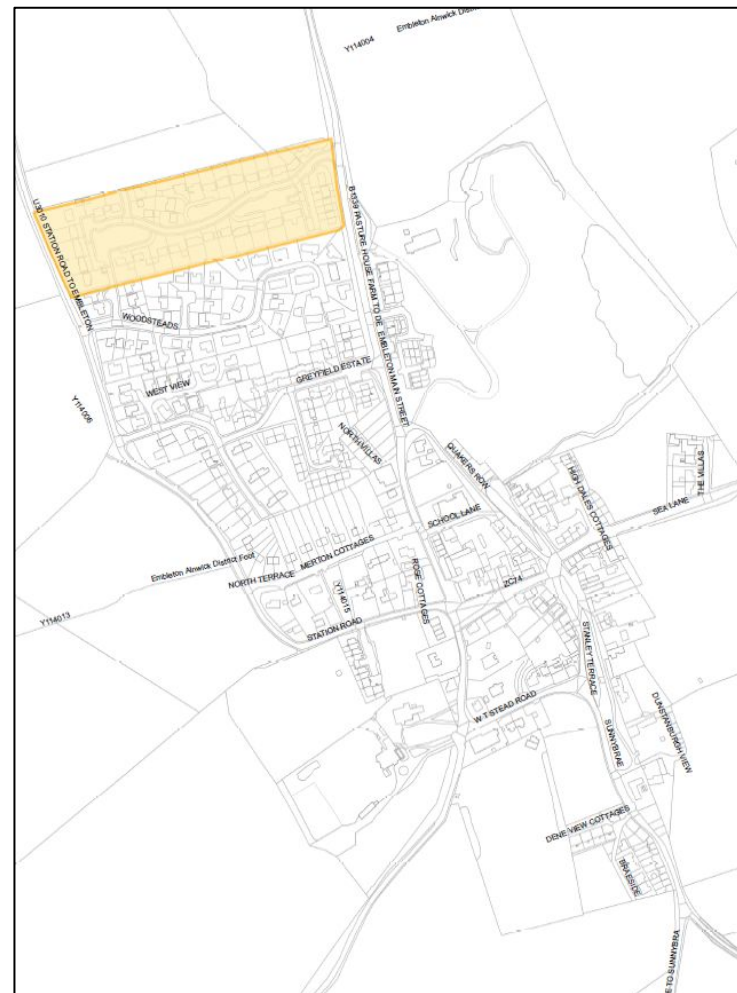 Embleton Alnwick Distri
Y114004
U3010 STATION ROAD TO EMBLETON
B1339 PASTURE HOUSE FARM TO DE
EMBLETON MAIN STREET
WOODSTEADS
WEST VIEW
GREYFIELD ESTATE
Y114006
NORTH VILLAS
QUAKERS ROW
HIGH DALES COTTAGES
THE VILLAS
SEA LANE
SCHOOL LANE
MERTON COTTAGES
Embleton Alnwick District Foot
NORTH TERRACE
ROSE COTTAGES
2C74
Y114015
Y114013
STATION ROAD
STANLEY TERRACE
W T STEAD ROAD
DUNSTANBURGH VIEW
SUNNYBRAE
DENE VIEW COTTAGES
BRAESIDE
E TO SUNNYBRA